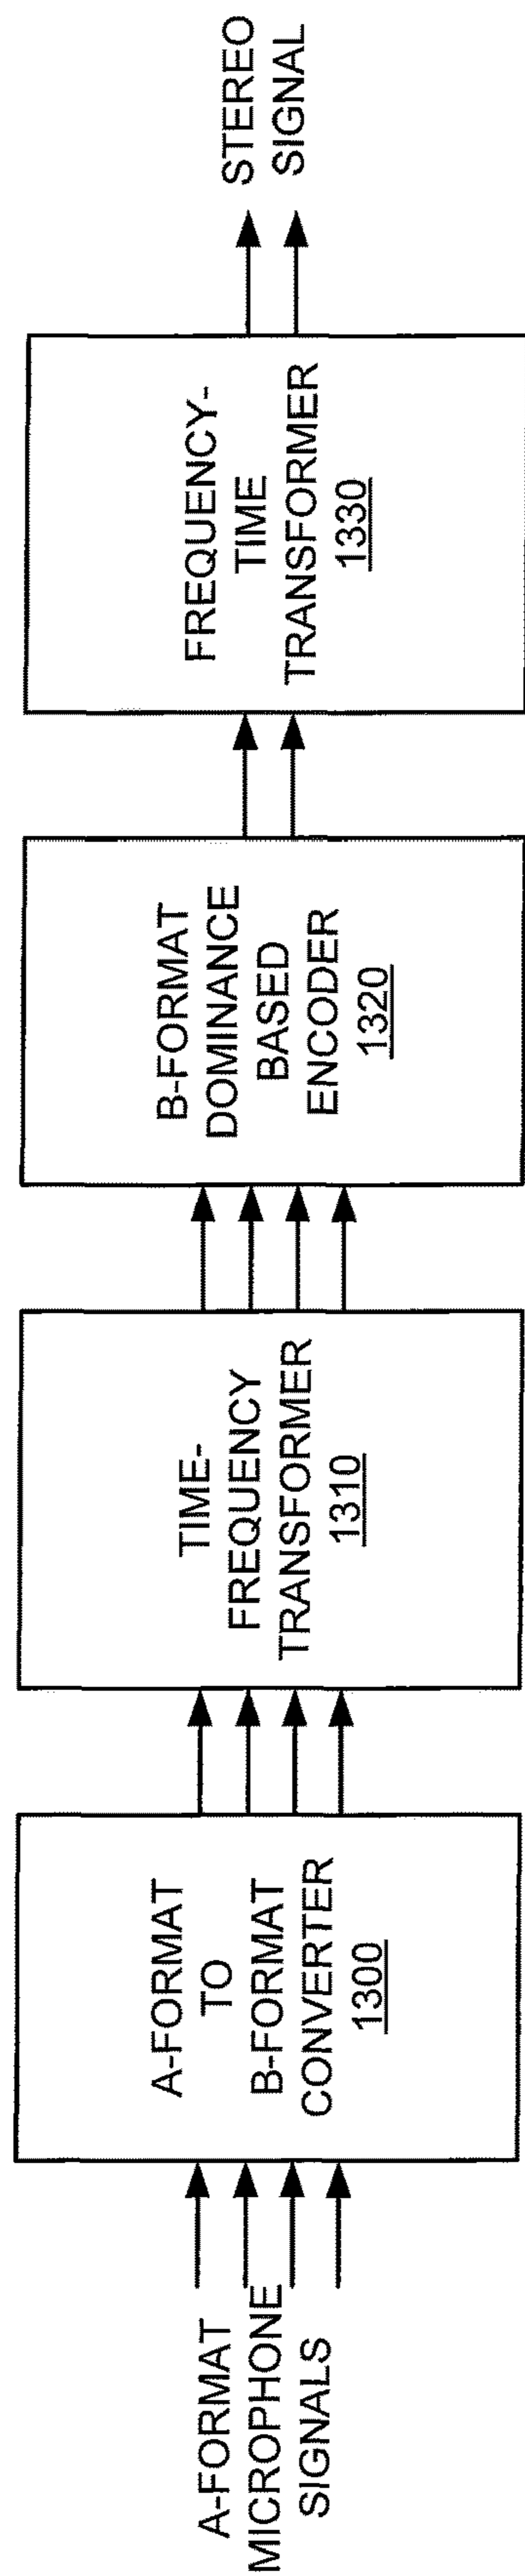 A-FORMAT
MICROPHONE
SIGNALS
A-FORMAT
TO
B-FORMAT
CONVERTER
1300
TIME-
FREQUENCY
TRANSFORMER
1310
B-FORMAT
DOMINANCE
BASED
ENCODER
1320
FREQUENCY-
TIME
TRANSFORMER
1330
STEREO
SIGNAL